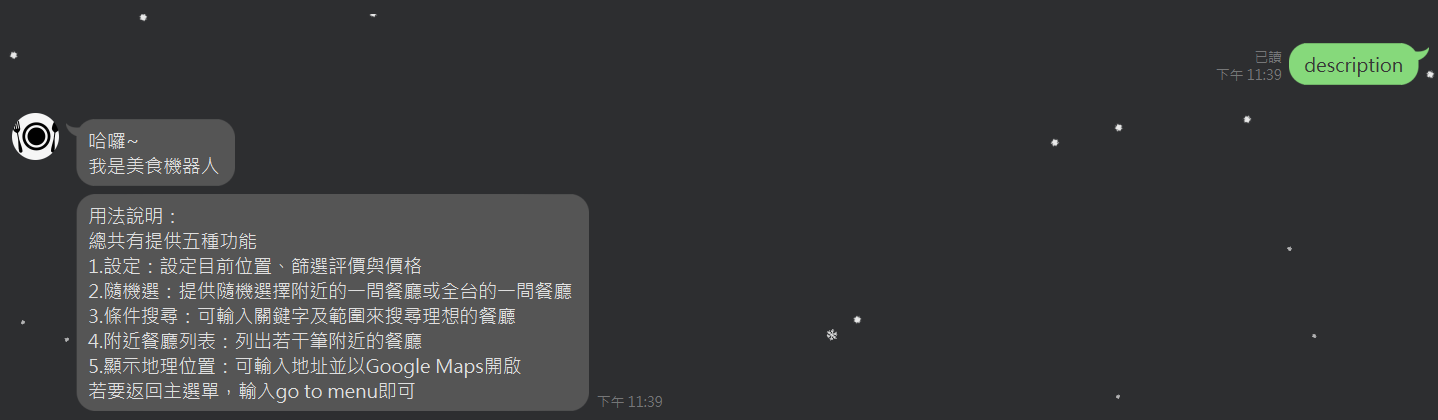 已讀
下午 11:39
description
哈囉~
我是美食機器人
用法說明：
總共有提供五種功能
1.設定：設定目前位置、篩選評價與價格
2.隨機選：提供隨機選擇附近的一間餐廳或全台的一間餐廳
3.條件搜尋：可輸入關鍵字及範圍來搜尋理想的餐廳
4.附近餐廳列表：列出若干筆附近的餐廳
5.顯示地理位置：可輸入地址並以Google Maps開啟
若要返回主選單，輸入go to menu即可
下午 11:39